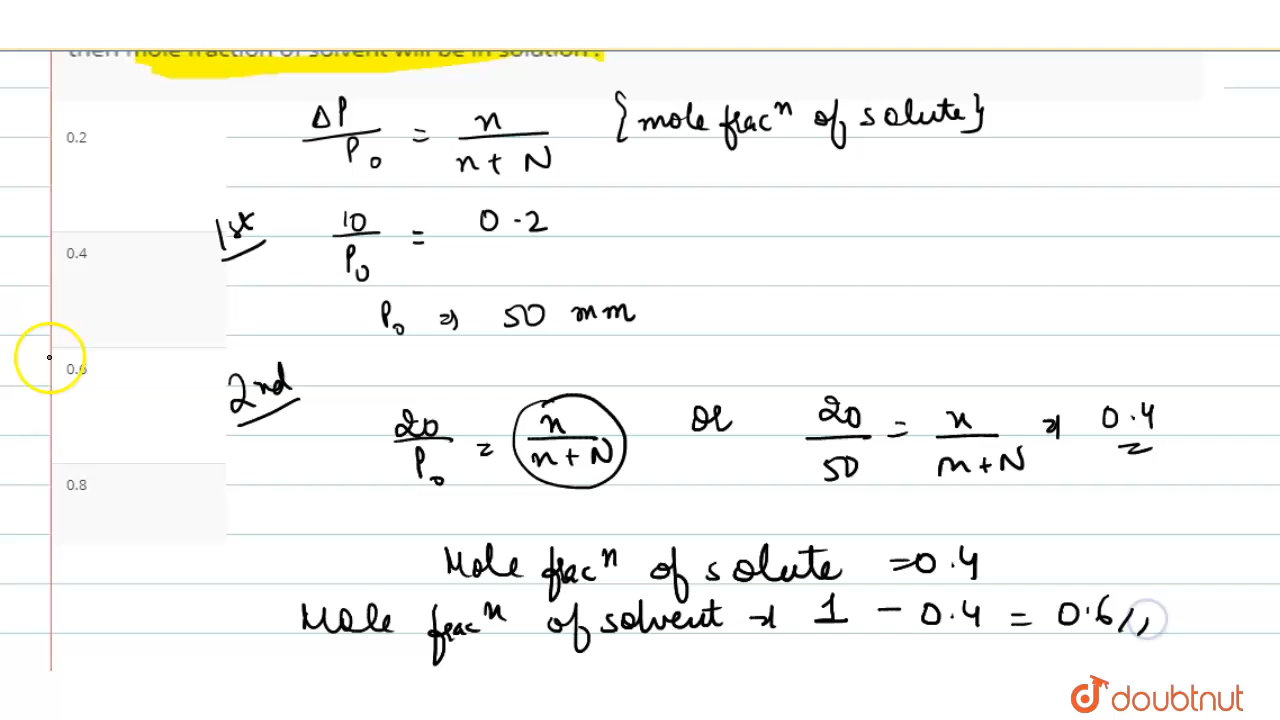 then mole fraction of solvent will be in solution :
ΔP/P₀ = n/(n + N) {mole fracⁿ of solute}
0.2
1st 10/P₀ = 0.2
0.4
P₀ ⇒ 50 mm
0.6
2nd 20/P₀ = n/(n + N) or 20/50 = n/(n + N) ⇒ 0.4
0.8
Mole fracⁿ of solute = 0.4
Mole fracⁿ of solvent ⇒ 1 - 0.4 = 0.6//
doubtnut